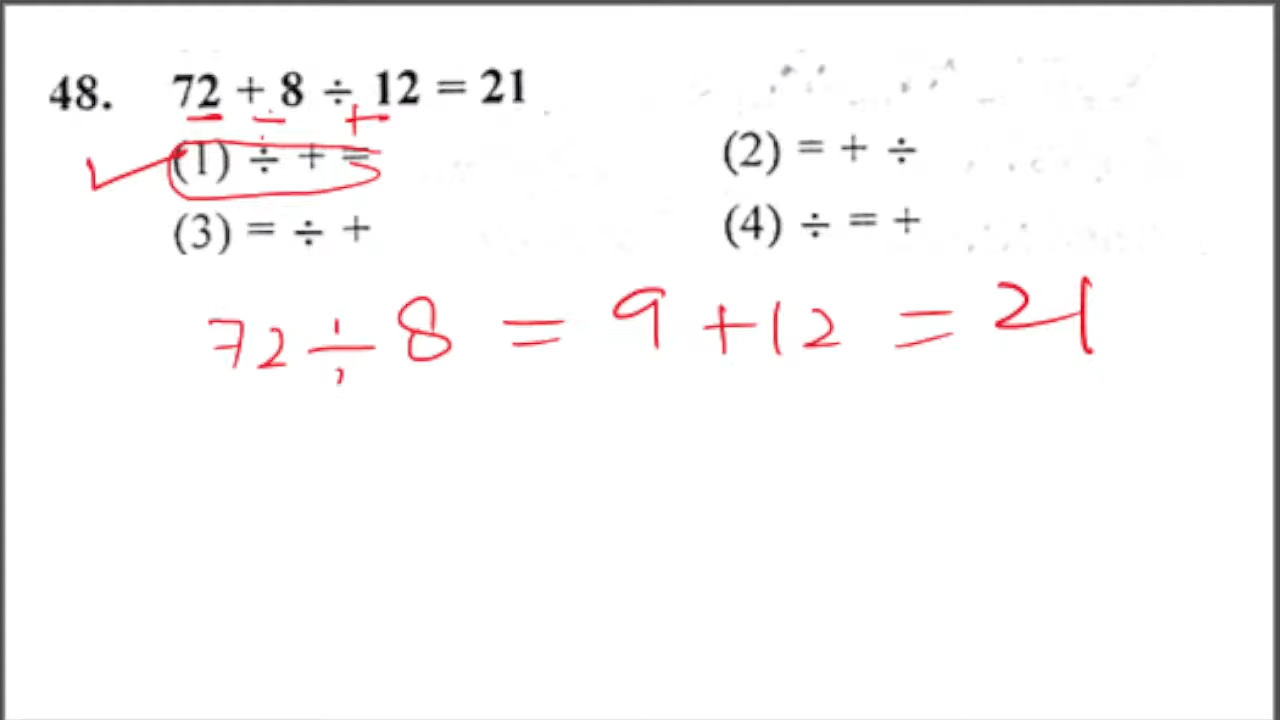 48. 72 + 8 ÷ 12 = 21
÷ +
(1) ÷ + = (2) = + ÷
(3) = ÷ + (4) ÷ = +
72 ÷ 8 = 9 + 12 = 21